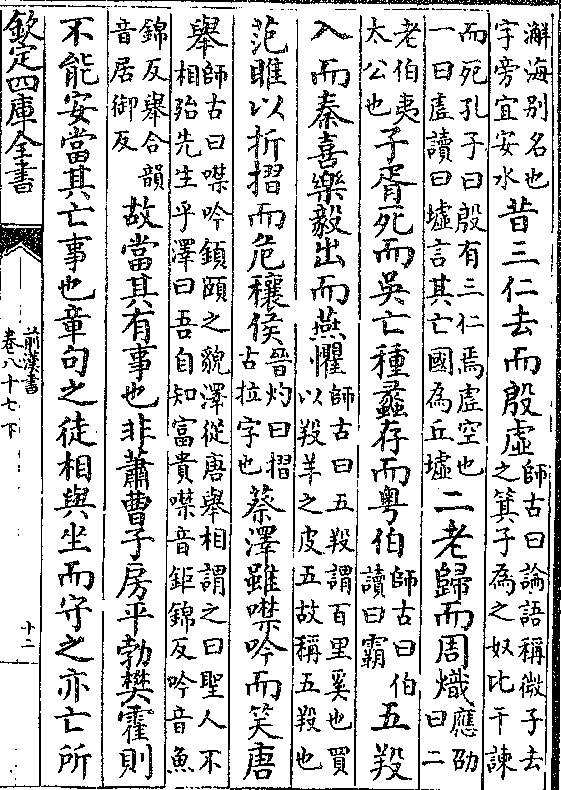 澥海别名也
字旁宜安水
昔三仁去而殷虛
師古曰論語稱微子去
之箕子為之奴比干諫
而死孔子曰殷有三仁焉虛空也
一曰虛讀曰墟言其亡國為丘墟
二老歸而周熾
應劭
曰二
老伯夷
太公也
子胥死而吳亡種蠡存而粤伯
師古曰伯
讀曰霸
五羖
入而秦喜樂毅出而燕懼
師古曰五羖謂百里奚也買
以羖羊之皮五故稱五羖也
范雎以折摺而危穰侯
晉灼曰摺
古拉字也
蔡澤雖噤吟而笑唐
舉
師古曰噤吟顉頤之貌澤從唐舉相謂之曰聖人不
相殆先生乎澤曰吾自知富貴噤音鉅錦反吟音魚
錦反舉合韻
音居御反
故當其有事也非蕭曹子房平勃樊霍則
不能安當其亡事也章句之徒相與坐而守之亦亡所
欽定四庫全書
前漢書
卷八十七下
十二